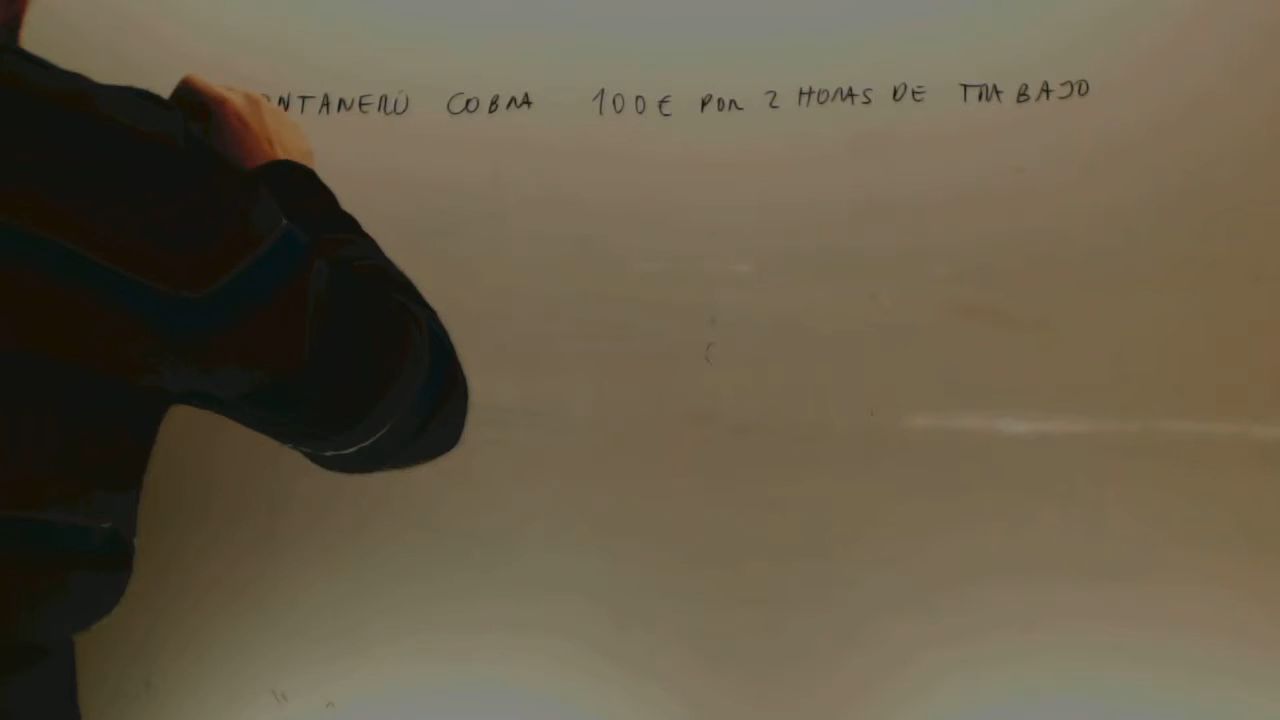 NTANERO COBRA 100€ POR 2 HORAS DE TRABAJO